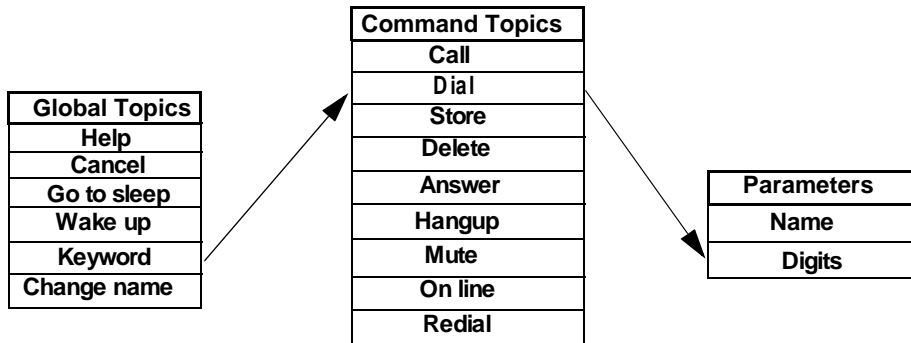 Global Topics
Help
Cancel
Go to sleep
Wake up
Keyword
Change name
Command Topics
Call
Dial
Store
Delete
Answer
Hangup
Mute
On line
Redial
Parameters
Name
Digits